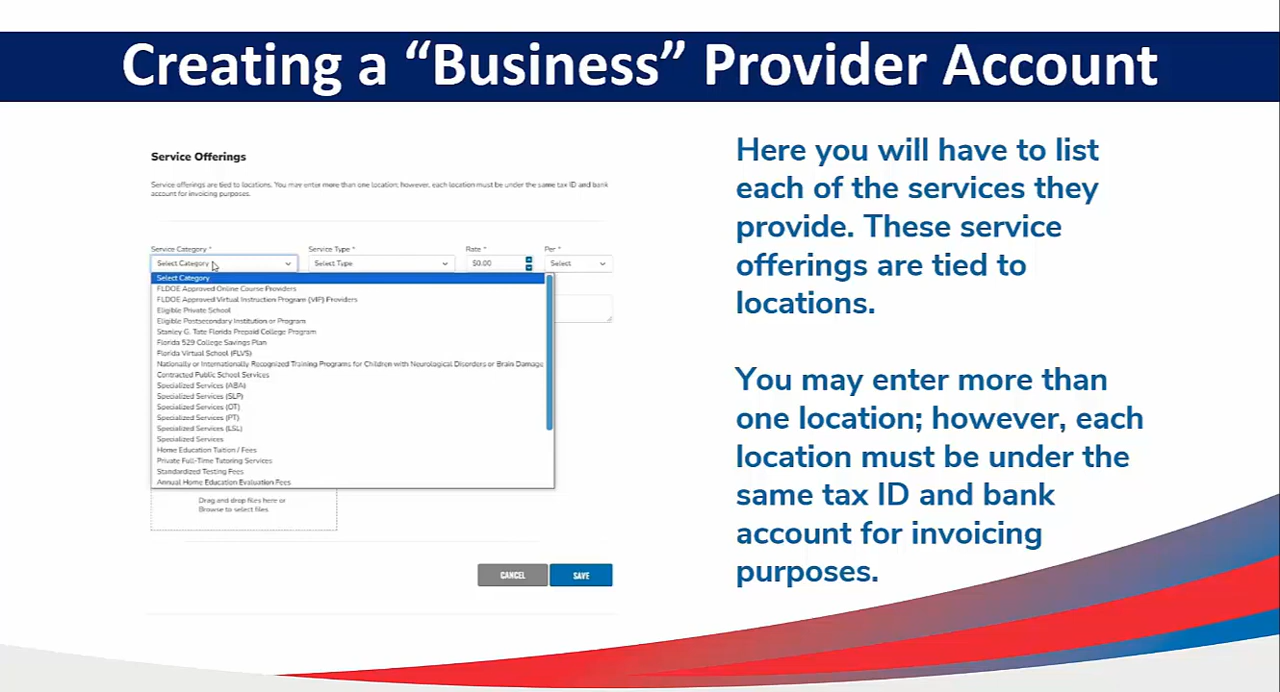 Creating a “Business” Provider Account
Service Offerings
Service offerings are tied to locations. You may enter more than one location; however, each location must be under the same tax ID and bank
account for invoicing purposes.
Service Category *
Service Type *
Rate *
Per *
Select Category
Select Type
$0.00
Select
Select Category
FLDOE Approved Online Course Providers
FLDOE Approved Virtual Instruction Program (VIP) Providers
Eligible Private School
Eligible Postsecondary Institution or Program
Stanley G. Tate Florida Prepaid College Program
Florida 529 College Savings Plan
Florida Virtual School (FLVS)
Nationally or Internationally Recognized Training Programs for Children with Neurological Disorders or Brain Damage
Contracted Public School Services
Specialized Services (ABA)
Specialized Services (SLP)
Specialized Services (OT)
Specialized Services (PT)
Specialized Services (LSL)
Specialized Services
Home Education Tuition / Fees
Private Full-Time Tutoring Services
Standardized Testing Fees
Annual Home Education Evaluation Fees
Drag and drop files here or
Browse to select files
CANCEL
SAVE
Here you will have to list
each of the services they
provide. These service
offerings are tied to
locations.
You may enter more than
one location; however, each
location must be under the
same tax ID and bank
account for invoicing
purposes.